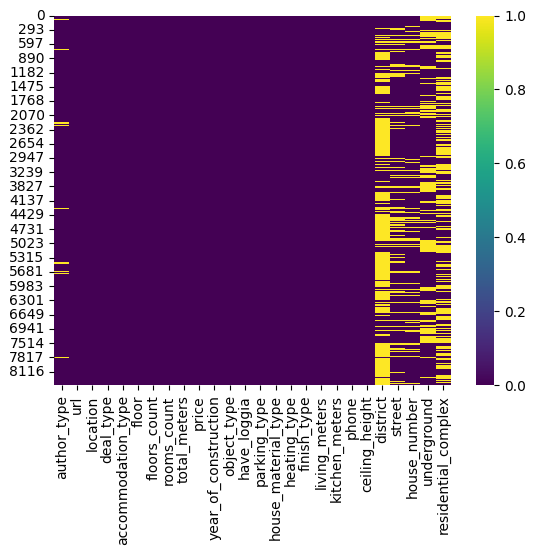 0
293
597
890
1182
1475
1768
2070
2362
2654
2947
3239
3827
4137
4429
4731
5023
5315
5681
5983
6301
6649
6941
7514
7817
8116
author_type
url
location
deal_type
accommodation_type
floor
floors_count
rooms_count
total_meters
price
year_of_construction
object_type
have_loggia
parking_type
house_material_type
heating_type
finish_type
living_meters
kitchen_meters
phone
ceiling_height
district
street
house_number
underground
residential_complex
1.0
0.8
0.6
0.4
0.2
0.0